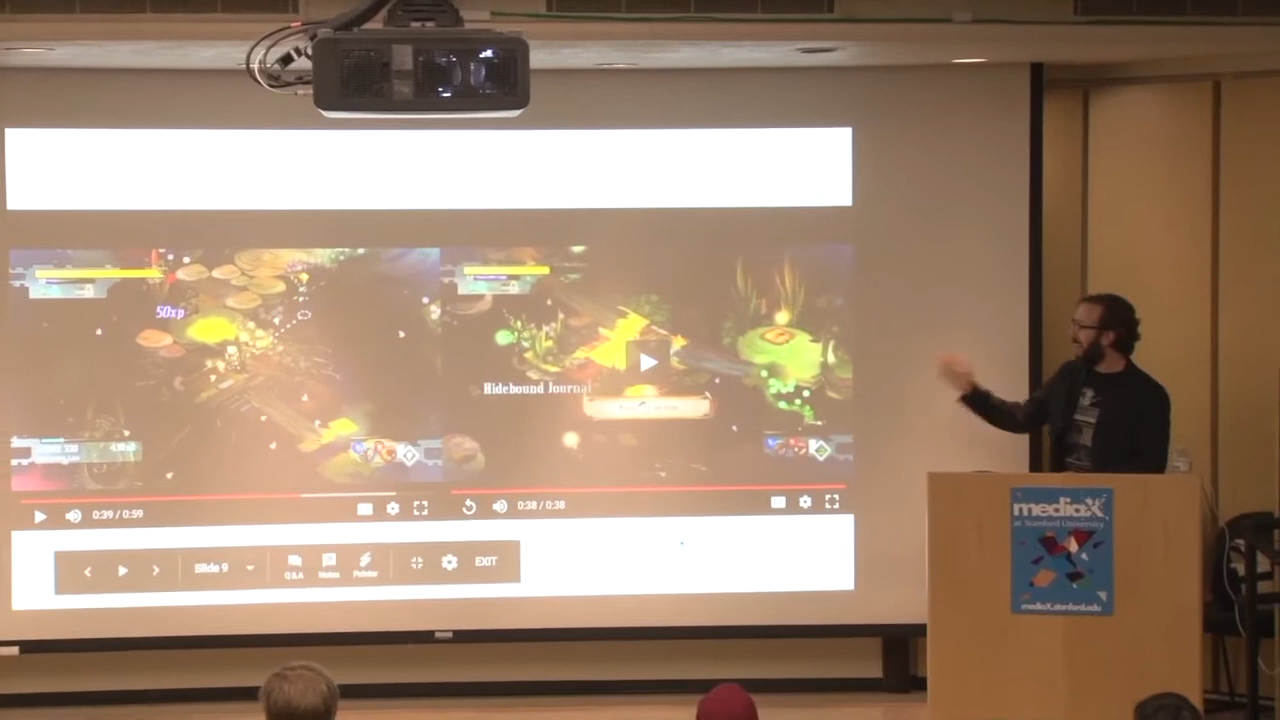 50xp
Hidebound Journal
0:39 / 0:59
0:38 / 0:38
Slide 9
Q&A
Notes
Pointer
EXIT
mediaX
at Stanford University
mediaX.stanford.edu